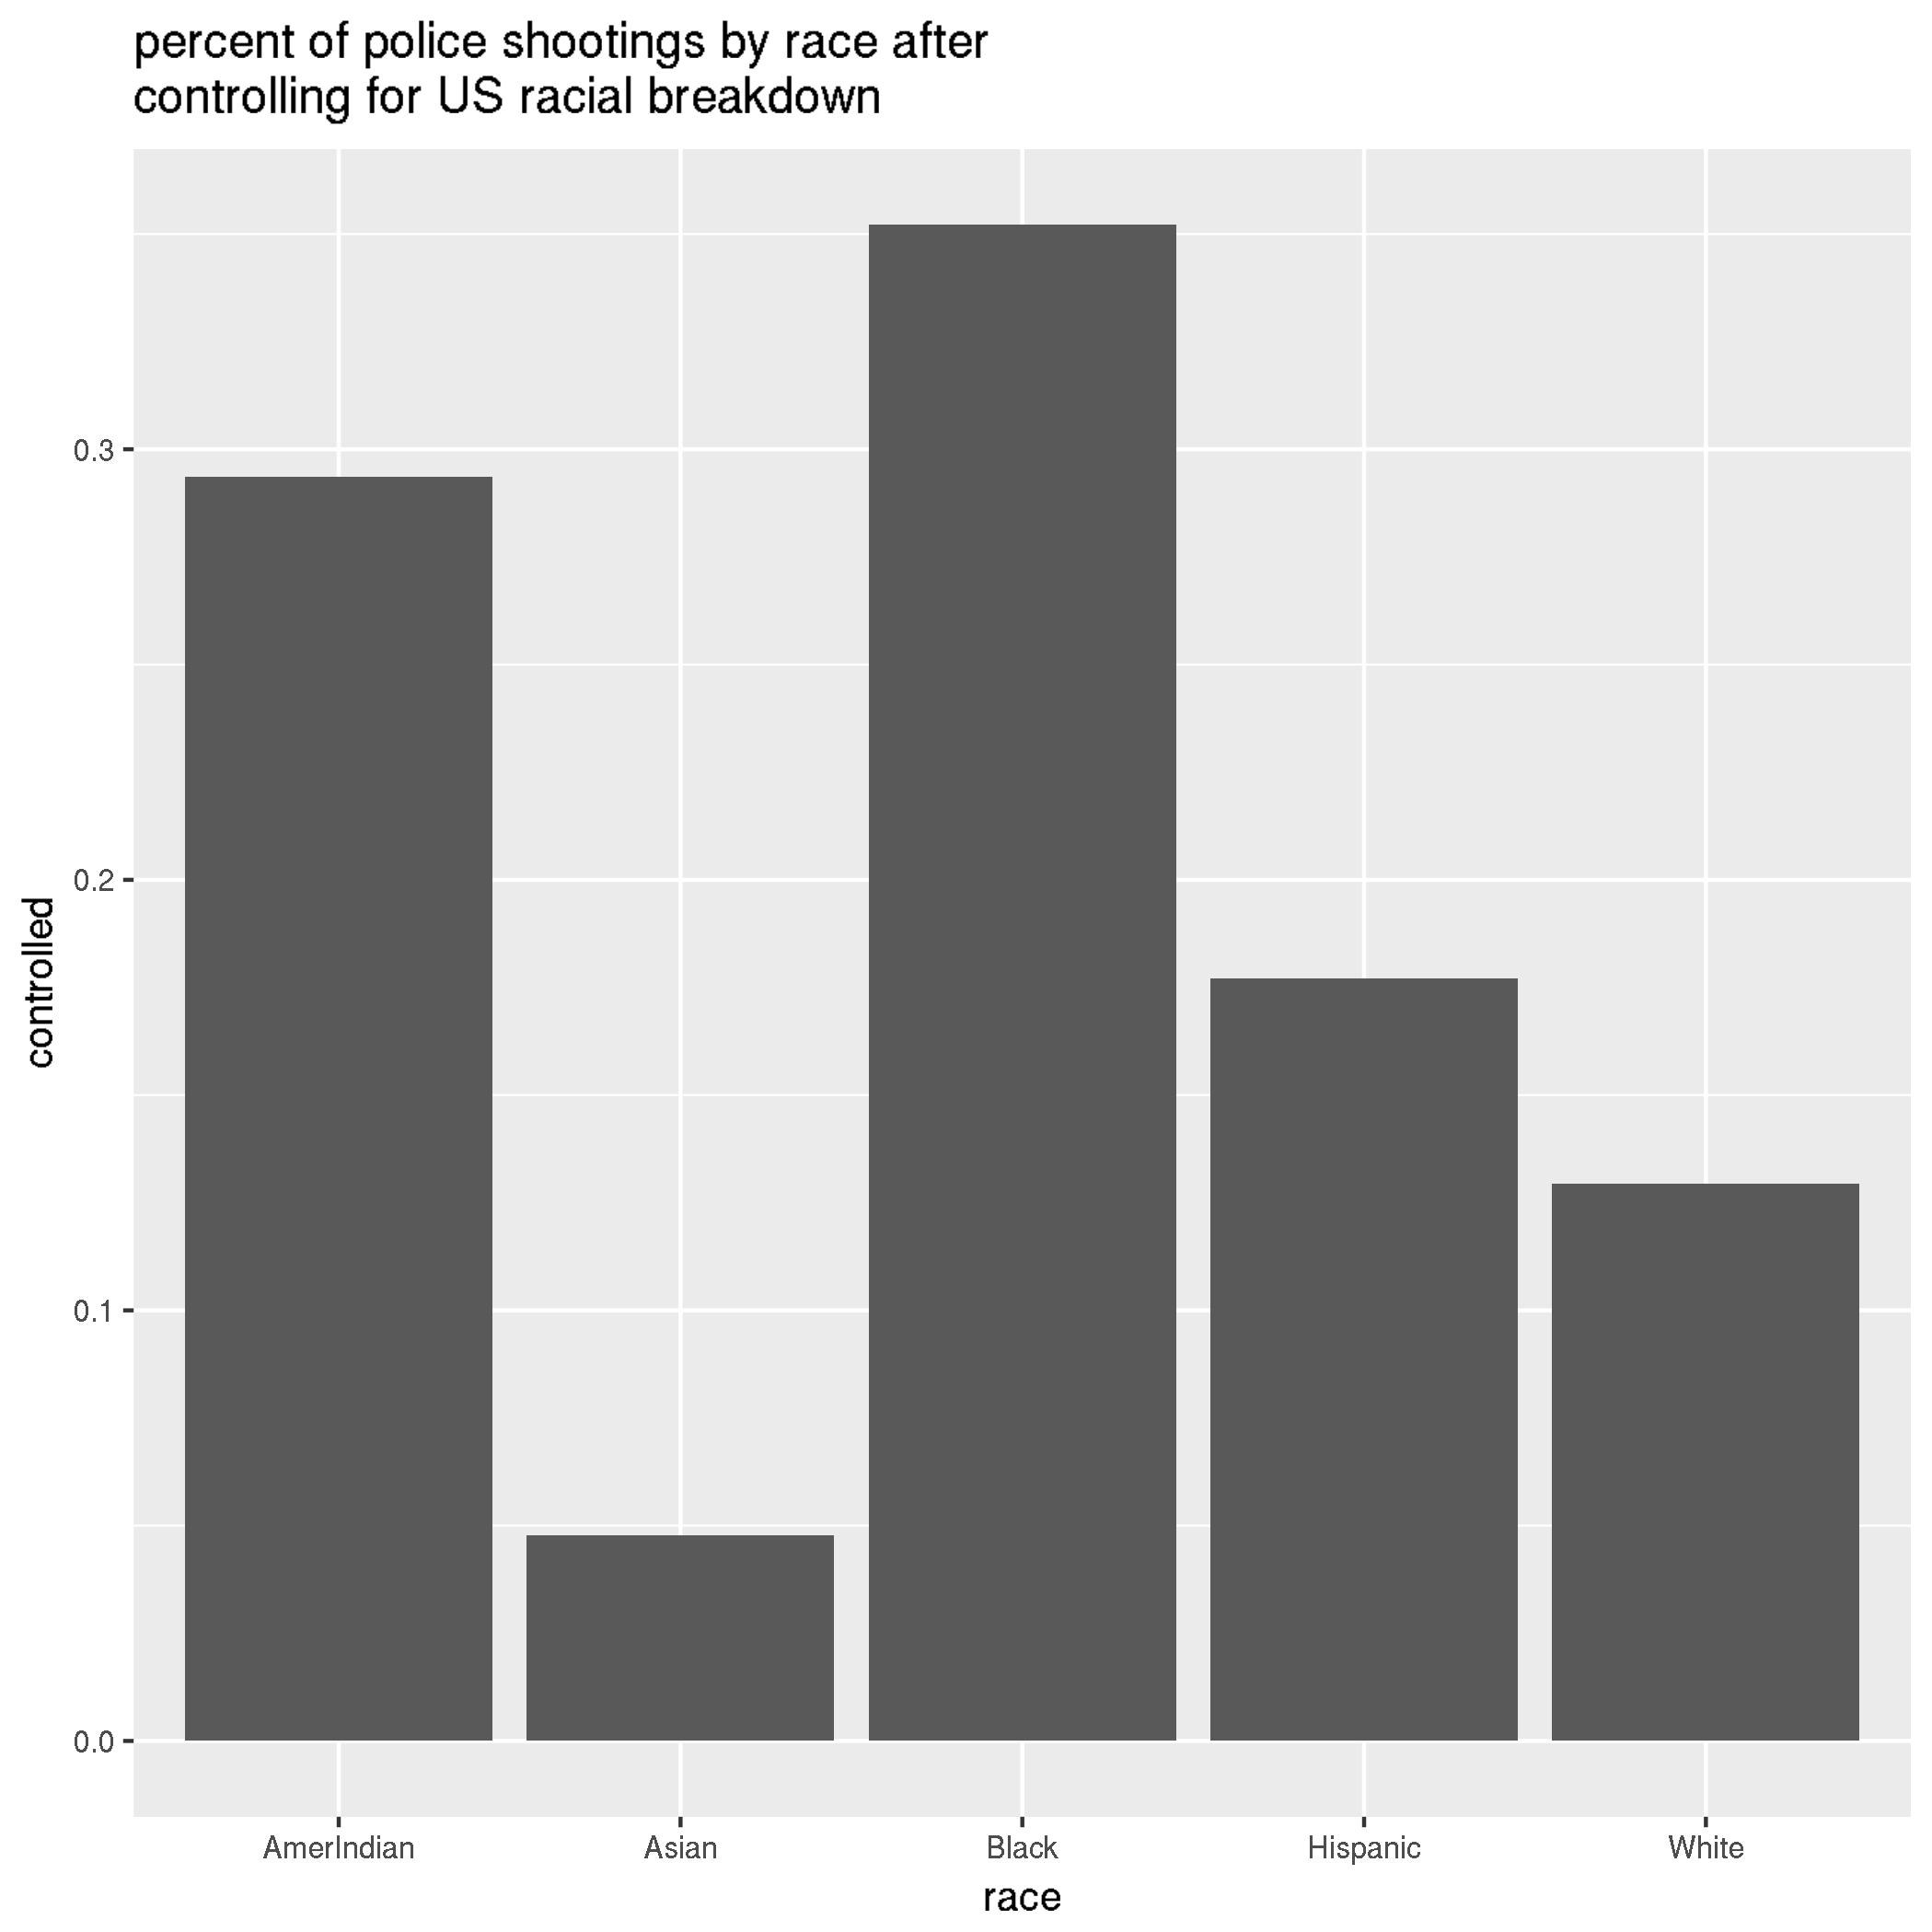 percent of police shootings by race after
controlling for US racial breakdown
controlled
0.3
0.2
0.1
0.0
AmerIndian
Asian
Black
Hispanic
White
race